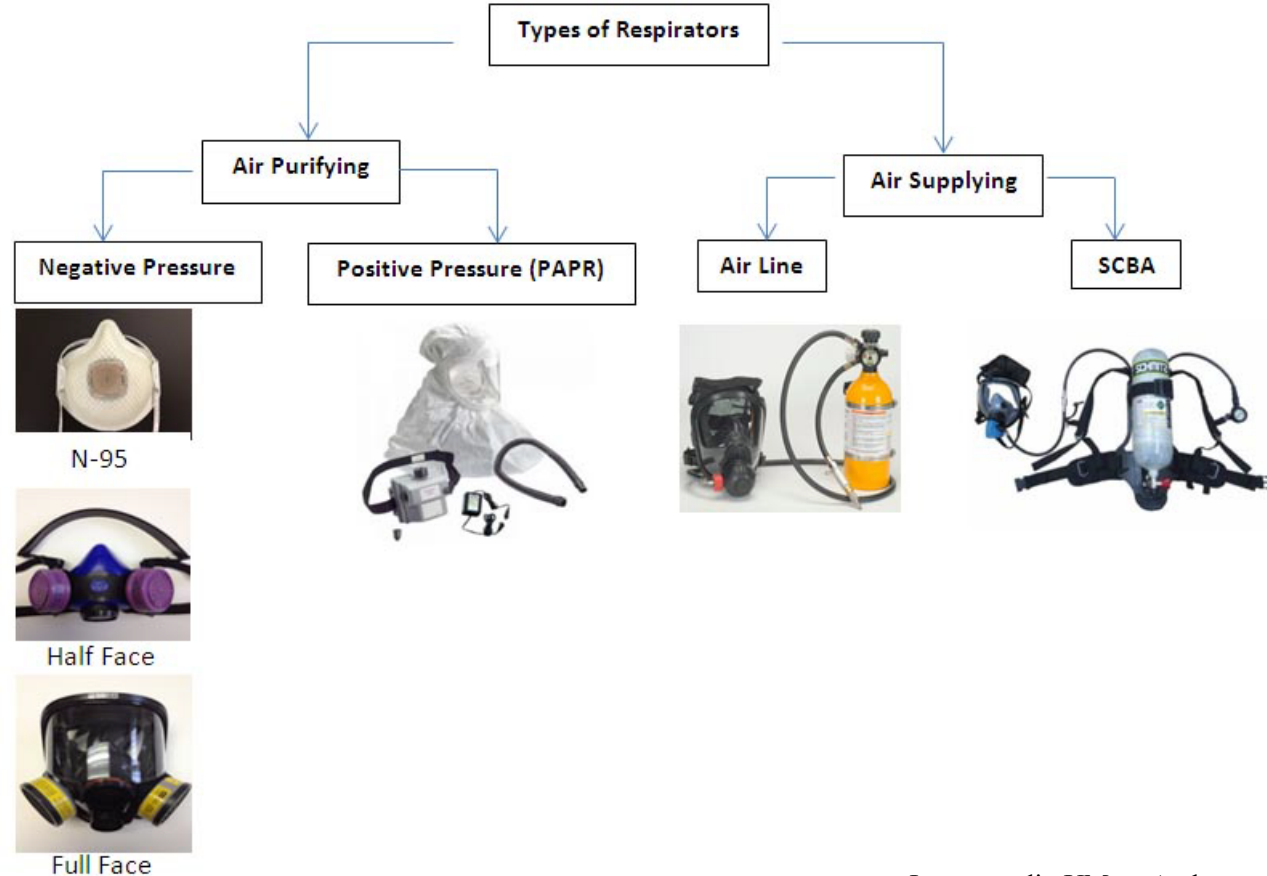 Types of Respirators
Air Purifying
Air Supplying
Negative Pressure
Positive Pressure (PAPR)
Air Line
SCBA
N-95
Half Face
Full Face